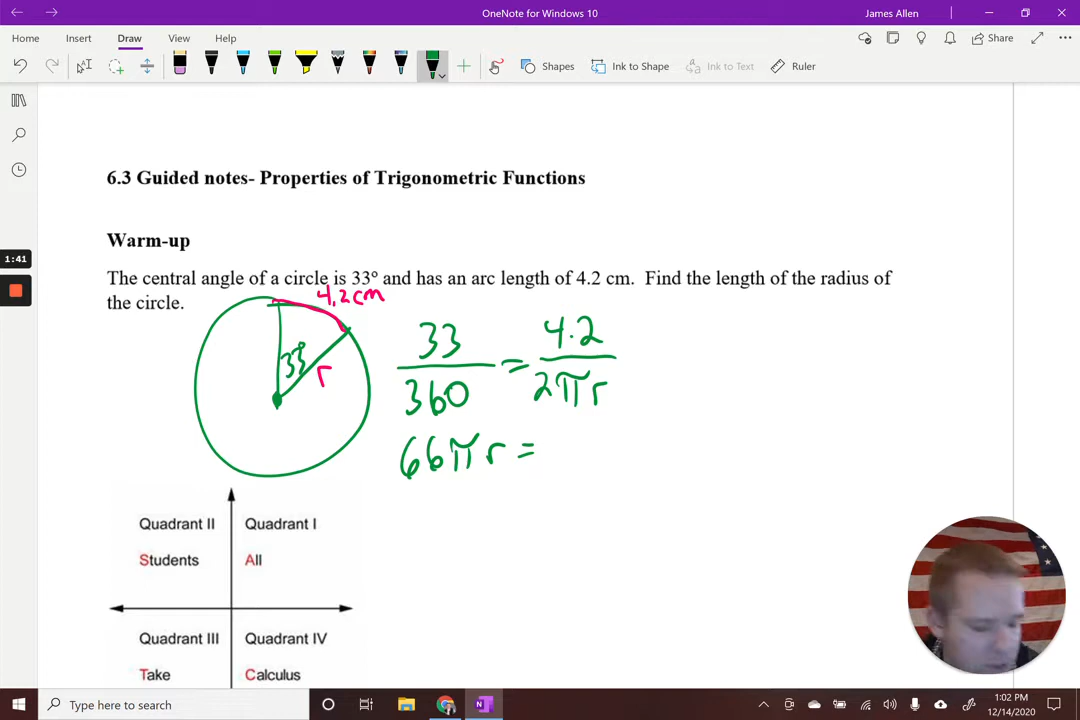 OneNote for Windows 10
James Allen
Home Insert Draw View Help
Share
Shapes Ink to Shape Ink to Text Ruler
6.3 Guided notes- Properties of Trigonometric Functions
Warm-up
1:41
The central angle of a circle is 33° and has an arc length of 4.2 cm. Find the length of the radius of
the circle.
4.2cm
33°
r
33/360 = 4.2/2πr
66πr =
Quadrant II Quadrant I
Students All
Quadrant III Quadrant IV
Take Calculus
Type here to search
1:02 PM
12/14/2020